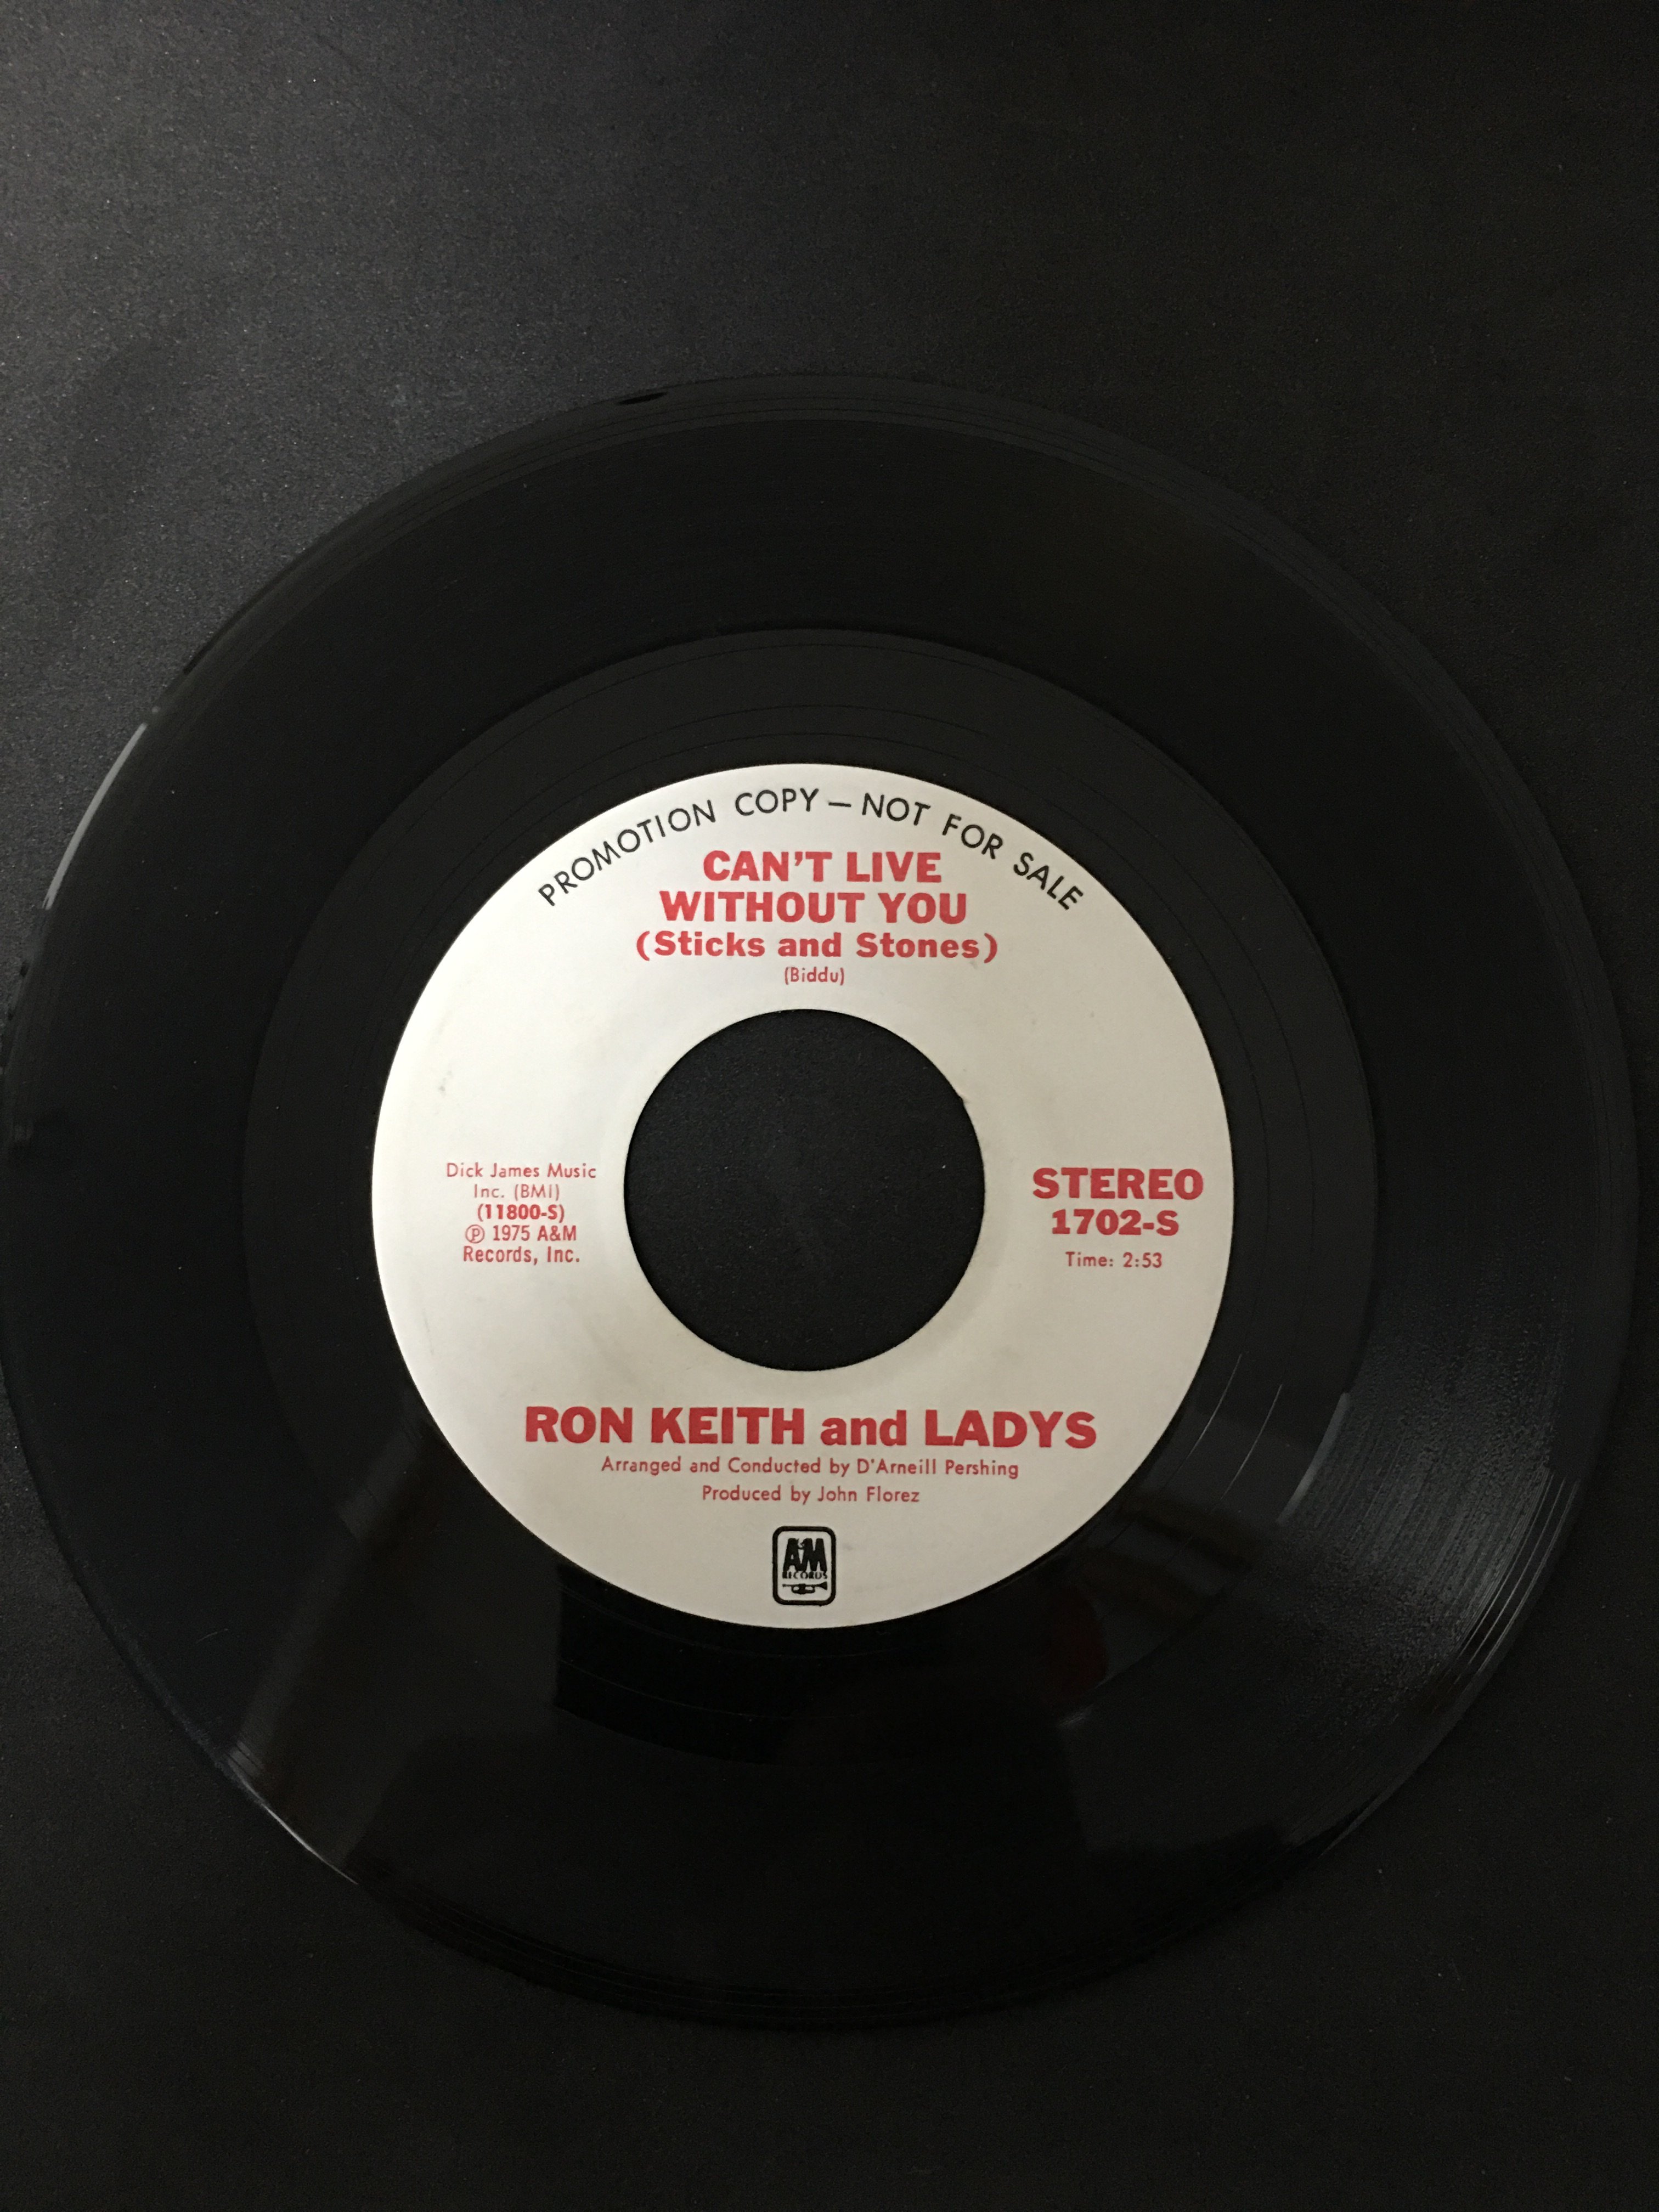 PROMOTION COPY — NOT FOR SALE
CAN'T LIVE
WITHOUT YOU
(Sticks and Stones)
(Biddu)
Dick James Music
Inc. (BMI)
(11800-S)
℗ 1975 A&M
Records, Inc.
STEREO
1702-S
Time: 2:53
RON KEITH and LADYS
Arranged and Conducted by D'Arneill Pershing
Produced by John Florez
A&M
RECORDS